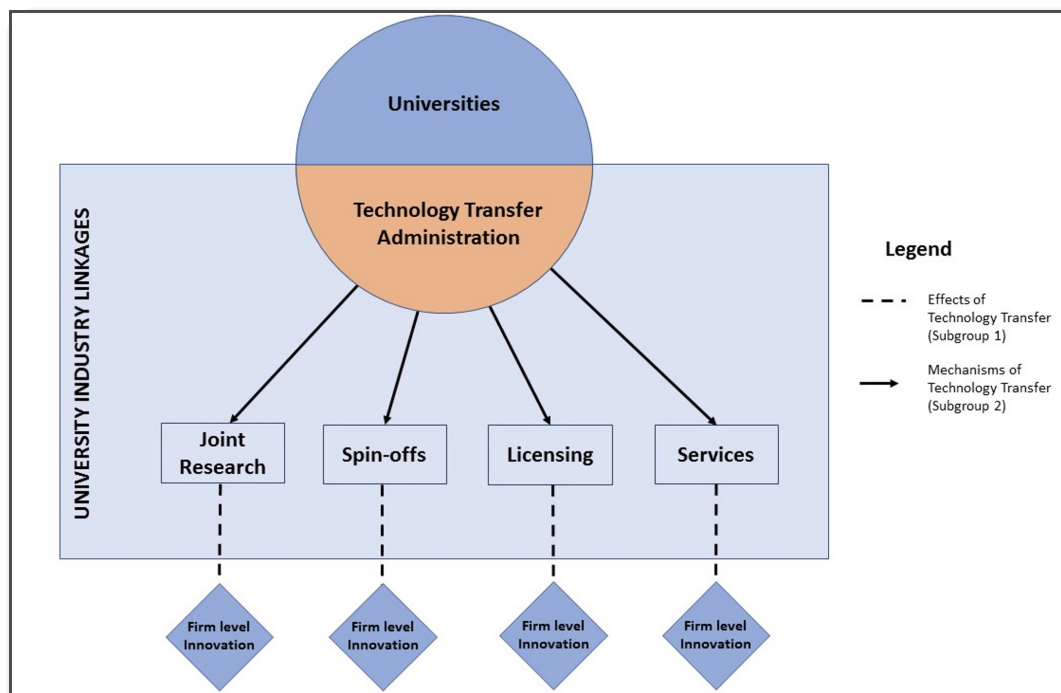 Universities
Technology Transfer
Administration
UNIVERSITY INDUSTRY LINKAGES
Joint
Research
Spin-offs
Licensing
Services
Firm level
Innovation
Firm level
Innovation
Firm level
Innovation
Firm level
Innovation
Legend
Effects of
Technology Transfer
(Subgroup 1)
Mechanisms of
Technology Transfer
(Subgroup 2)